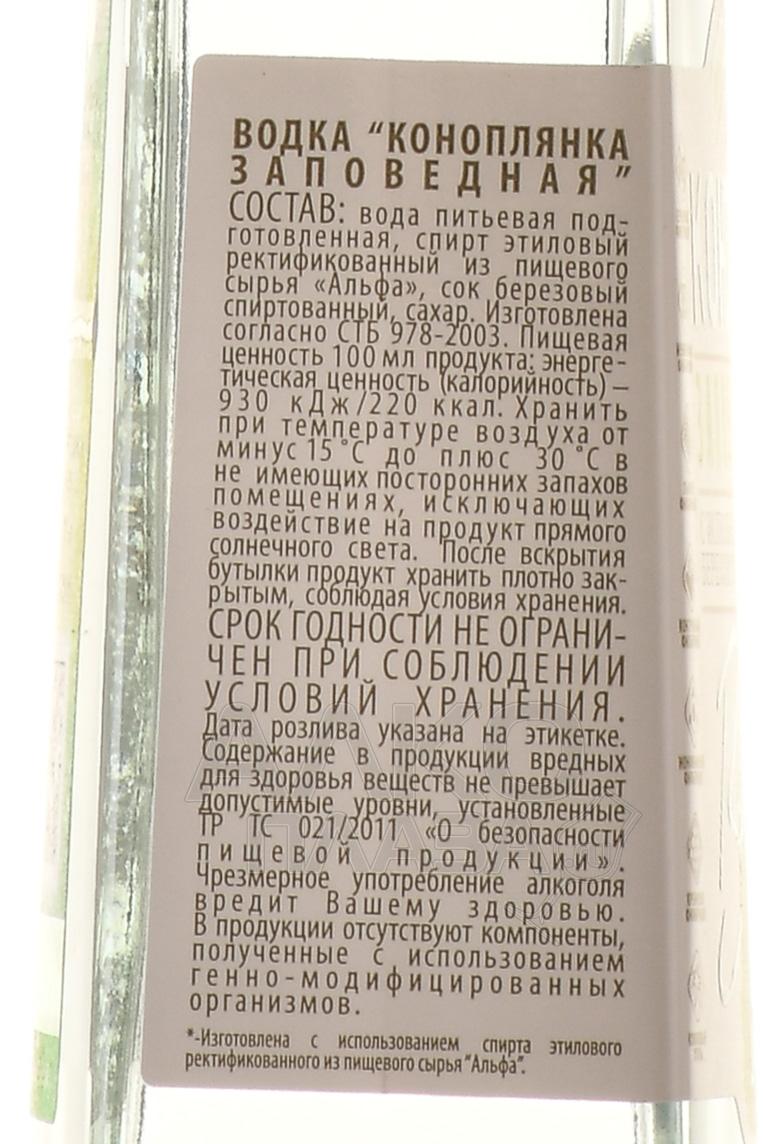 ВОДКА “КОНОПЛЯНКА
ЗАПОВЕДНАЯ”
СОСТАВ: вода питьевая под-
готовленная, спирт этиловый
ректификованный из пищевого
сырья «Альфа», сок березовый
спиртованный, сахар. Изготовлена
согласно СТБ 978-2003. Пищевая
ценность 100 мл продукта: энерге-
тическая ценность (калорийность) –
930 кДж/220 ккал. Хранить
при температуре воздуха от
минус 15 °С до плюс 30 °С в
не имеющих посторонних запахов
помещениях, исключающих
воздействие на продукт прямого
солнечного света. После вскрытия
бутылки продукт хранить плотно зак-
рытым, соблюдая условия хранения.
СРОК ГОДНОСТИ НЕ ОГРАНИ-
ЧЕН ПРИ СОБЛЮДЕНИИ
УСЛОВИЙ ХРАНЕНИЯ.
Дата розлива указана на этикетке.
Содержание в продукции вредных
для здоровья веществ не превышает
допустимые уровни, установленные
ТР ТС 021/2011 «О безопасности
пищевой продукции».
Чрезмерное употребление алкоголя
вредит Вашему здоровью.
В продукции отсутствуют компоненты,
полученные с использованием
генно-модифицированных
организмов.
*-Изготовлена с использованием спирта этилового
ректификованного из пищевого сырья “Альфа”.